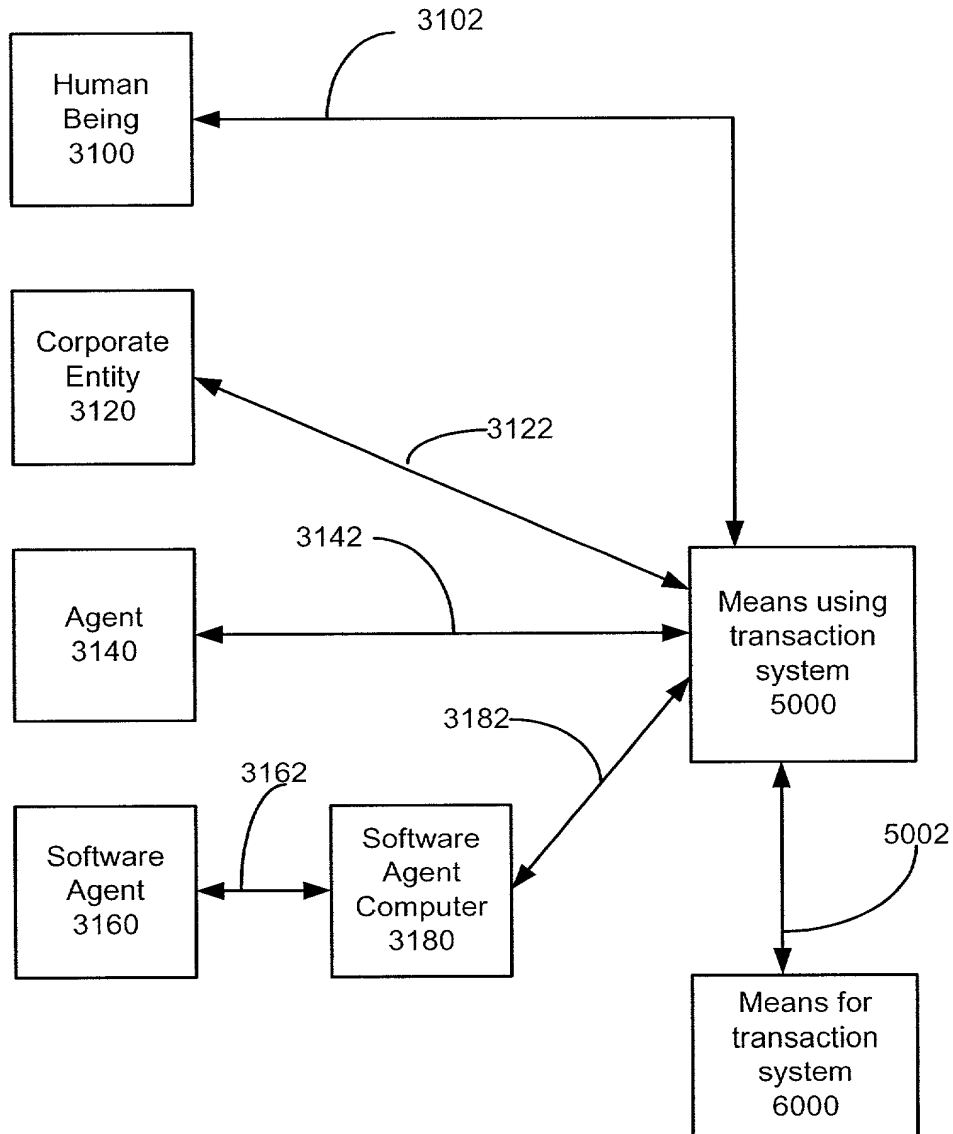 3102
Human
Being
3100
Corporate
Entity
3120
3122
3142
Agent
3140
Means using
transaction
system
5000
3182
3162
Software
Agent
3160
Software
Agent
Computer
3180
5002
Means for
transaction
system
6000